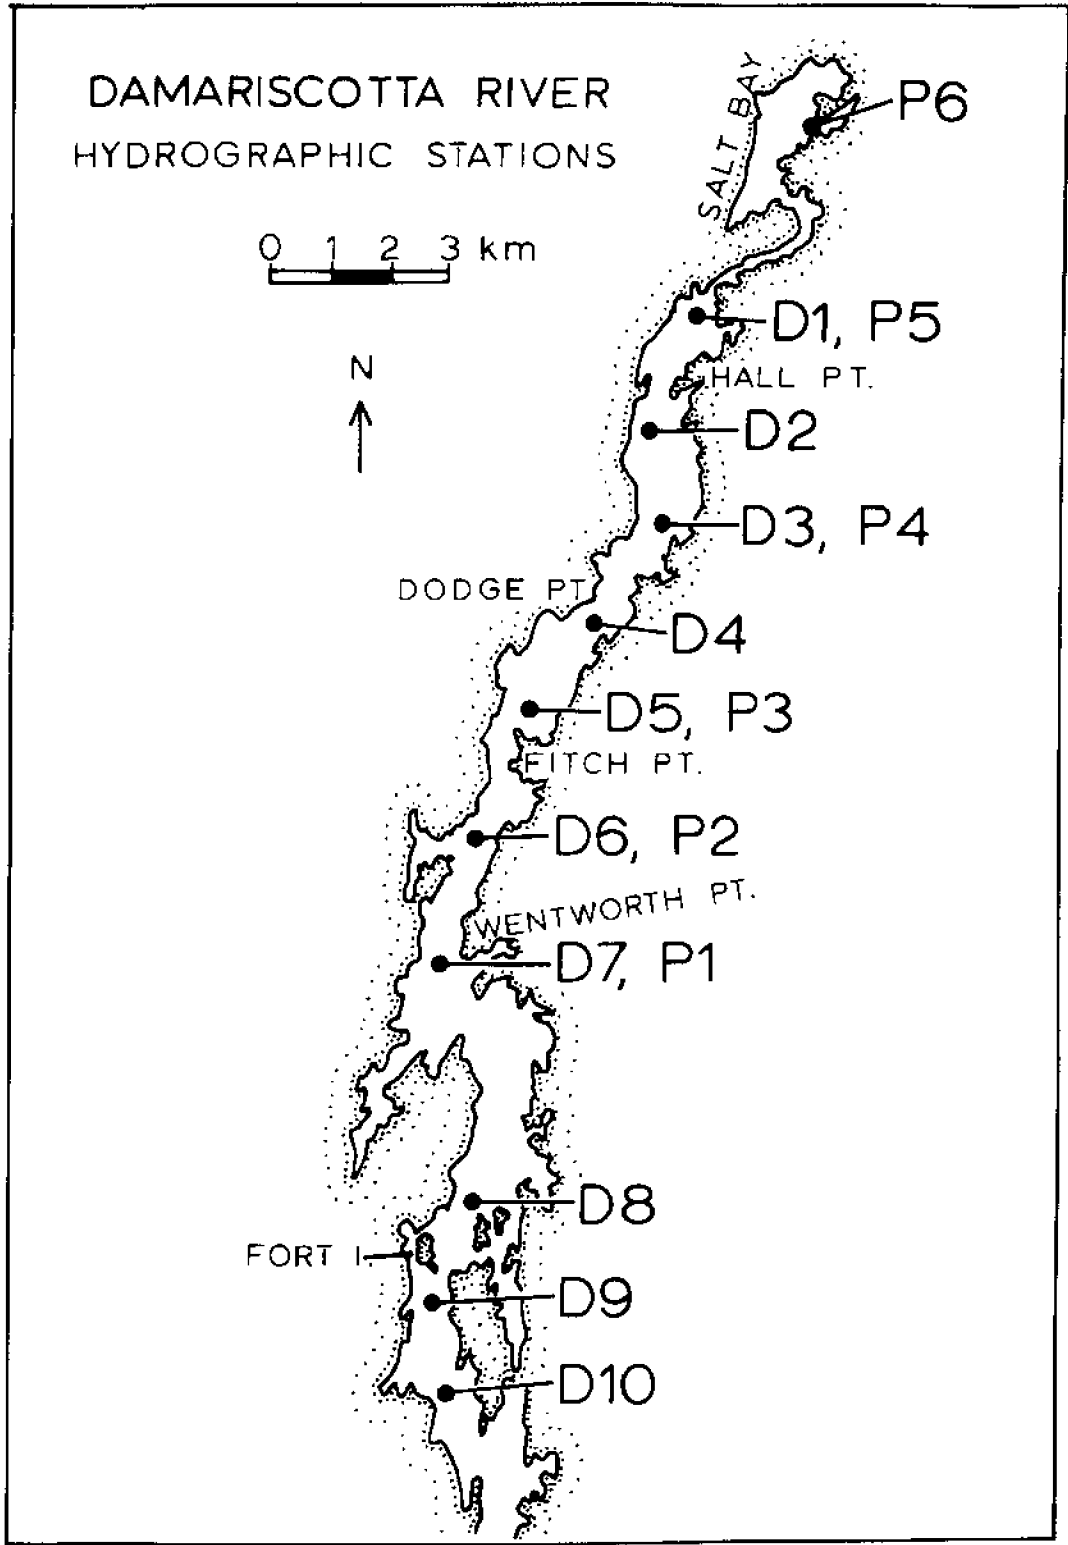 DAMARISCOTTA RIVER
HYDROGRAPHIC STATIONS
SALT BAY
P6
0 1 2 3 km
N
D1, P5
HALL PT.
D2
D3, P4
DODGE PT
D4
D5, P3
FITCH PT.
D6, P2
WENTWORTH PT.
D7, P1
D8
FORT I.
D9
D10